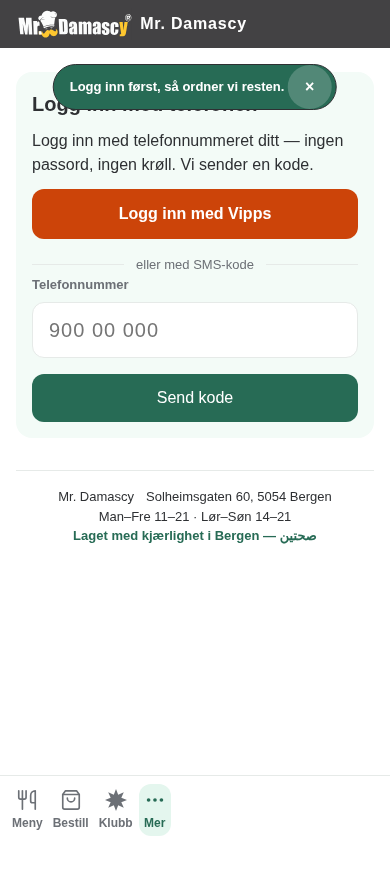 Mr. Damascy® Mr. Damascy
Logg inn først, så ordner vi resten. ×
Logg inn med telefonnummeret ditt — ingen
passord, ingen krøll. Vi sender en kode.
Logg inn med Vipps
eller med SMS-kode
Telefonnummer
900 00 000
Send kode
Mr. Damascy Solheimsgaten 60, 5054 Bergen
Man–Fre 11–21 · Lør–Søn 14–21
Laget med kjærlighet i Bergen — صحتين
Meny Bestill Klubb Mer